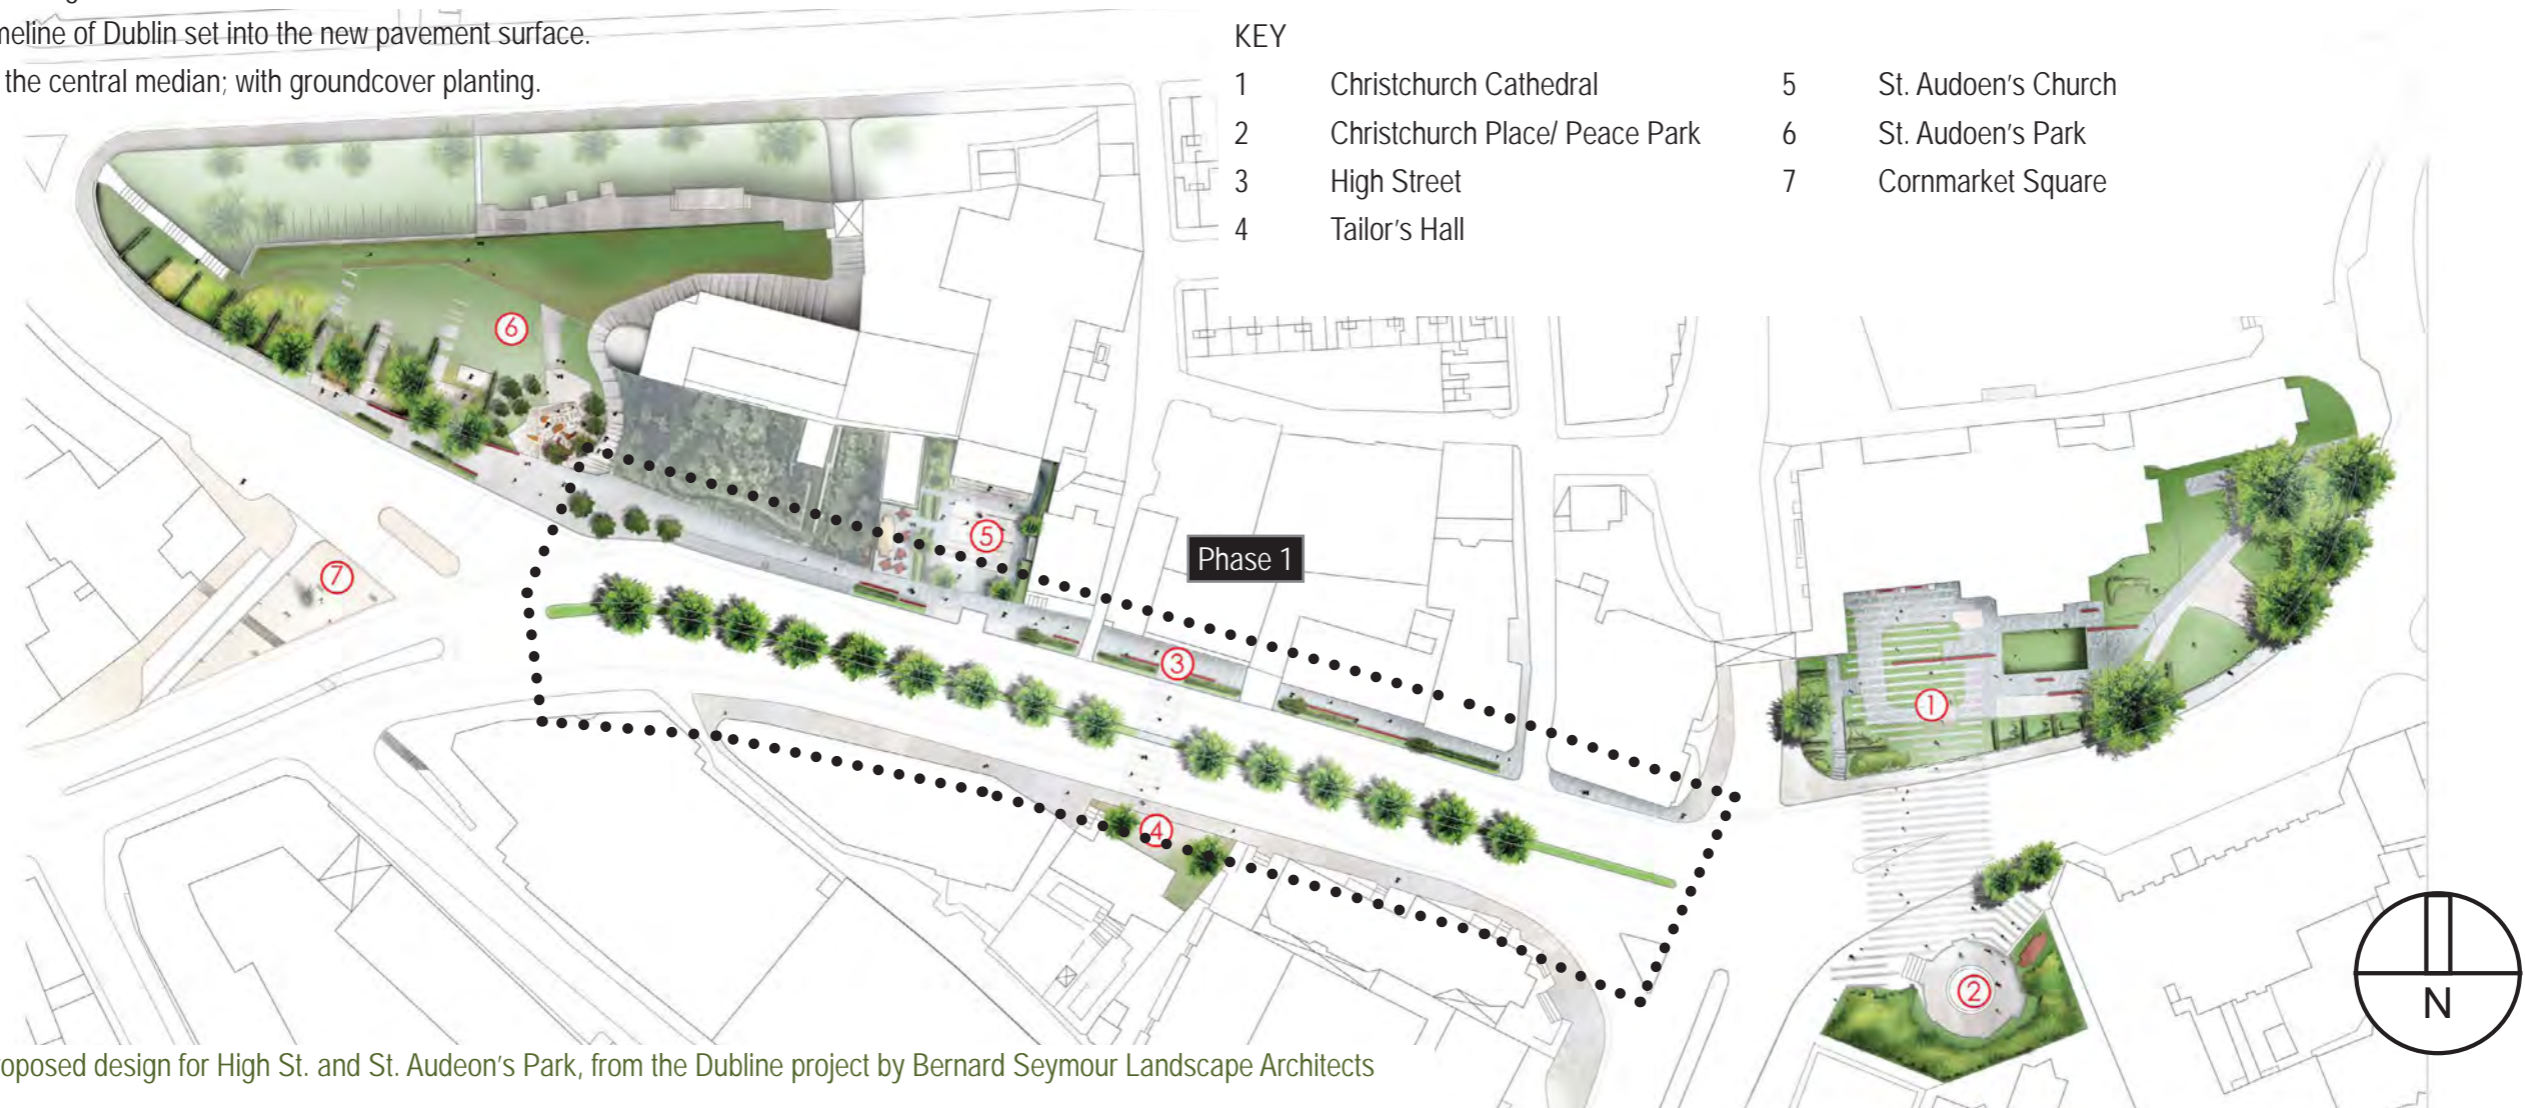 meline of Dublin set into the new pavement surface.
the central median; with groundcover planting.
KEY
1 Christchurch Cathedral
2 Christchurch Place/ Peace Park
3 High Street
4 Tailor's Hall
5 St. Audoen's Church
6 St. Audoen's Park
7 Cornmarket Square
6
5
Phase 1
7
3
1
4
2
N
oposed design for High St. and St. Audeon's Park, from the Dubline project by Bernard Seymour Landscape Architects